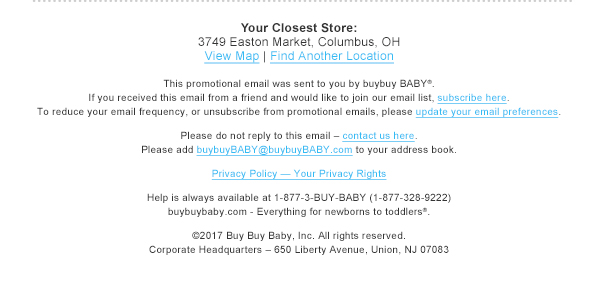 Your Closest Store:
3749 Easton Market, Columbus, OH
View Map | Find Another Location
This promotional email was sent to you by buybuy BABY®.
If you received this email from a friend and would like to join our email list, subscribe here.
To reduce your email frequency, or unsubscribe from promotional emails, please update your email preferences.
Please do not reply to this email – contact us here.
Please add buybuyBABY@buybuyBABY.com to your address book.
Privacy Policy — Your Privacy Rights
Help is always available at 1-877-3-BUY-BABY (1-877-328-9222)
buybuybaby.com - Everything for newborns to toddlers®.
©2017 Buy Buy Baby, Inc. All rights reserved.
Corporate Headquarters – 650 Liberty Avenue, Union, NJ 07083